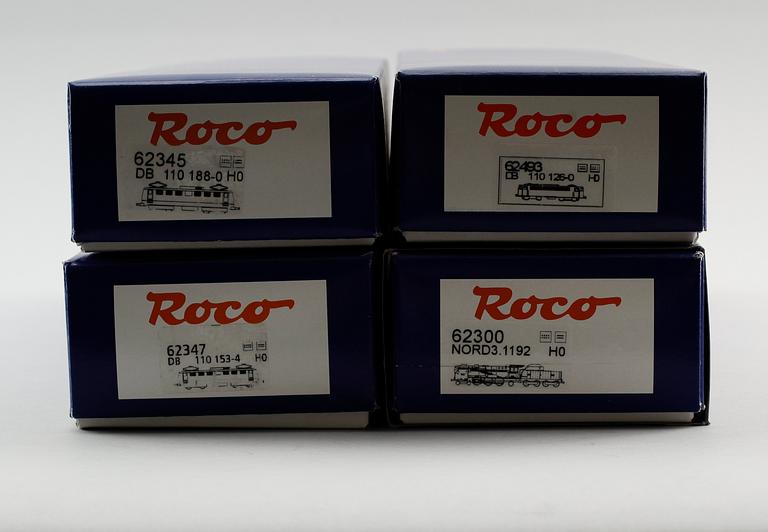 Roco
62345
DB 110 188-0 H0
Roco
62493
DB 110 126-0 H0
Roco
62347
DB 110 153-4 H0
Roco
62300
NORD3.1192 H0